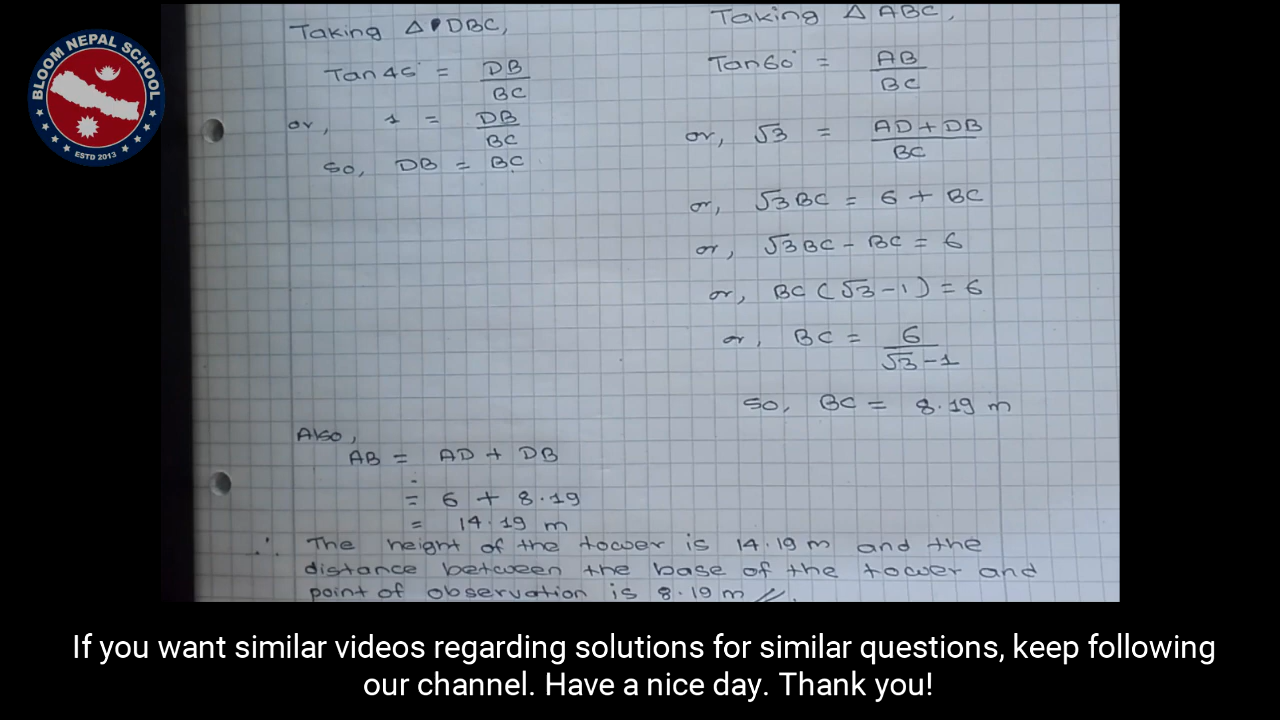 BLOOM NEPAL SCHOOL
ESTD 2013
Taking △ DBC,
Tan45° = DB/BC
or, 1 = DB/BC
so, DB = BC
Taking △ ABC,
Tan60° = AB/BC
or, √3 = AD + DB/BC
or, √3 BC = 6 + BC
or, √3BC - BC = 6
or, BC (√3 - 1) = 6
or, BC = 6/√3 - 1
so, BC = 8.19 m
Also,
AB = AD + DB
= 6 + 8.19
= 14.19 m
∴ The height of the tower is 14.19 m and the
distance between the base of the tower and
point of observation is 8.19 m //.
If you want similar videos regarding solutions for similar questions, keep following
our channel. Have a nice day. Thank you!